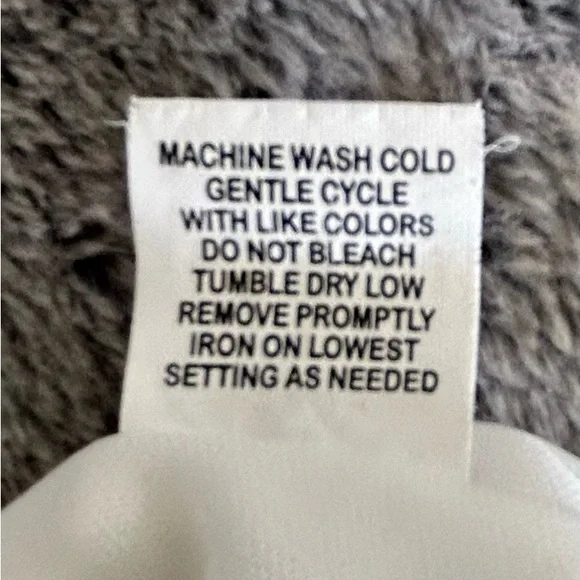 MACHINE WASH COLD
GENTLE CYCLE
WITH LIKE COLORS
DO NOT BLEACH
TUMBLE DRY LOW
REMOVE PROMPTLY
IRON ON LOWEST
SETTING AS NEEDED